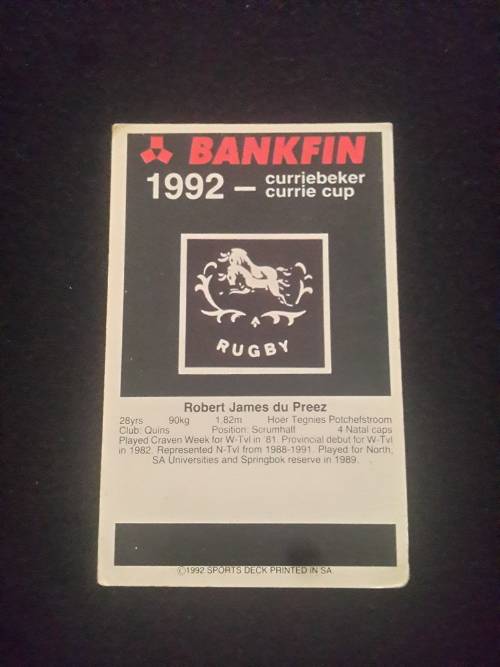 BANKFIN
1992 – curriebeker
currie cup
RUGBY
Robert James du Preez
28yrs 90kg 1.82m Hoër Tegnies Potchefstroom
Club: Quins Position: Scrumhalf 4 Natal caps
Played Craven Week for W-Tvl in '81. Provincial debut for W-Tvl
in 1982. Represented N-Tvl from 1988-1991. Played for North,
SA Universities and Springbok reserve in 1989.
©1992 SPORTS DECK PRINTED IN SA